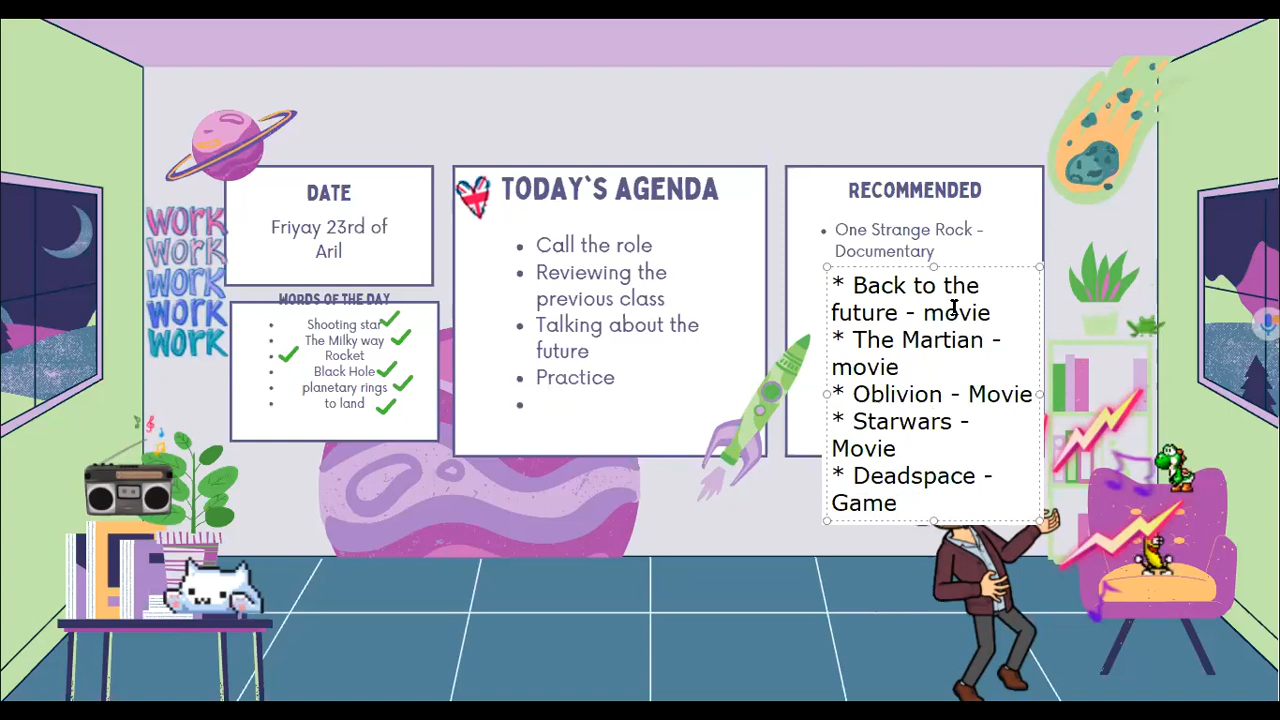 DATE
Friyay 23rd of
Aril
WORK
WORK
WORK
WORK
WORK
WORDS OF THE DAY
Shooting star
The Milky way
Rocket
Black Hole
planetary rings
to land
TODAY`S AGENDA
• Call the role
• Reviewing the
previous class
• Talking about the
future
• Practice
•
RECOMMENDED
• One Strange Rock -
Documentary
* Back to the
future - movie
* The Martian -
movie
* Oblivion - Movie
* Starwars -
Movie
* Deadspace -
Game